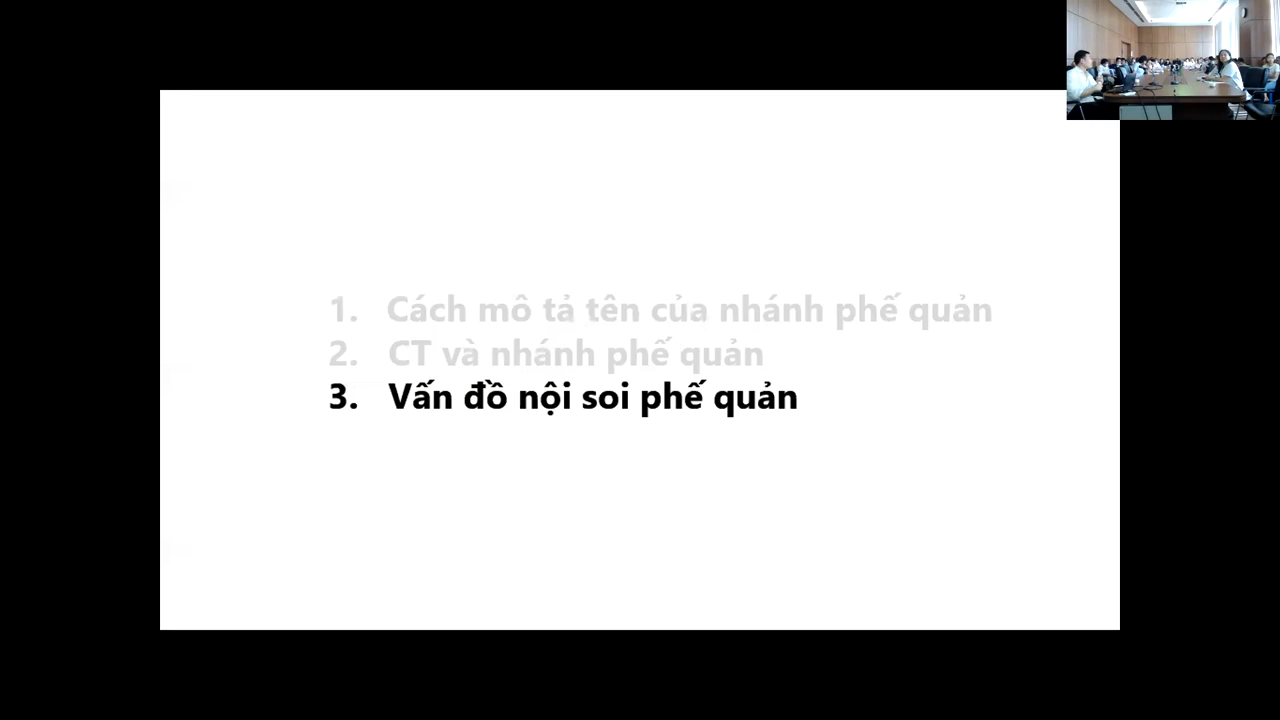 1. Cách mô tả tên của nhánh phế quản
2. CT và nhánh phế quản
3. Vấn đồ nội soi phế quản